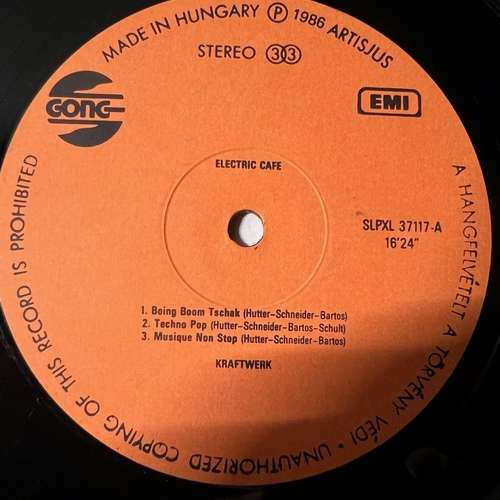 MADE IN HUNGARY Ⓟ 1986 ARTISJUS
STEREO 33
GONG
EMI
ELECTRIC CAFE
SLPXL 37117-A
16'24"
1. Boing Boom Tschak (Hutter-Schneider-Bartos)
2. Techno Pop (Hutter-Schneider-Bartos-Schult)
3. Musique Non Stop (Hutter-Schneider-Bartos)
KRAFTWERK
A HANGFELVÉTELT A TÖRVÉNY VÉDI • UNAUTHORIZED COPYING OF THIS RECORD IS PROHIBITED